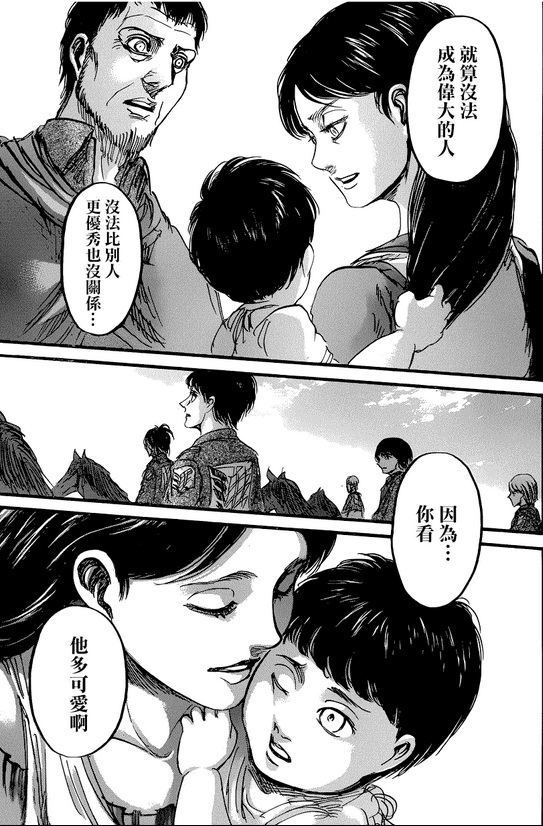 就算沒法
成為偉大的人
沒法比別人
更優秀也沒關係…
因為…
你看
他多可愛啊